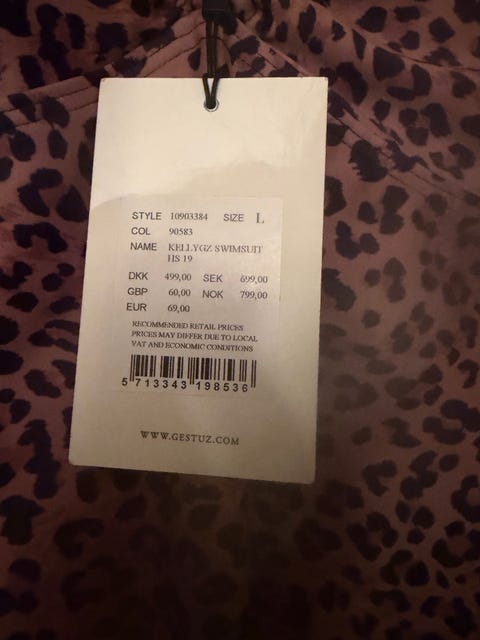 STYLE 10903384 SIZE L
COL 90583
NAME KELLYGZ SWIMSUIT
HS 19
DKK 499,00 SEK 699,00
GBP 60,00 NOK 799,00
EUR 69,00
RECOMMENDED RETAIL PRICES
PRICES MAY DIFFER DUE TO LOCAL
VAT AND ECONOMIC CONDITIONS
5 713343 198536
WWW.GESTUZ.COM